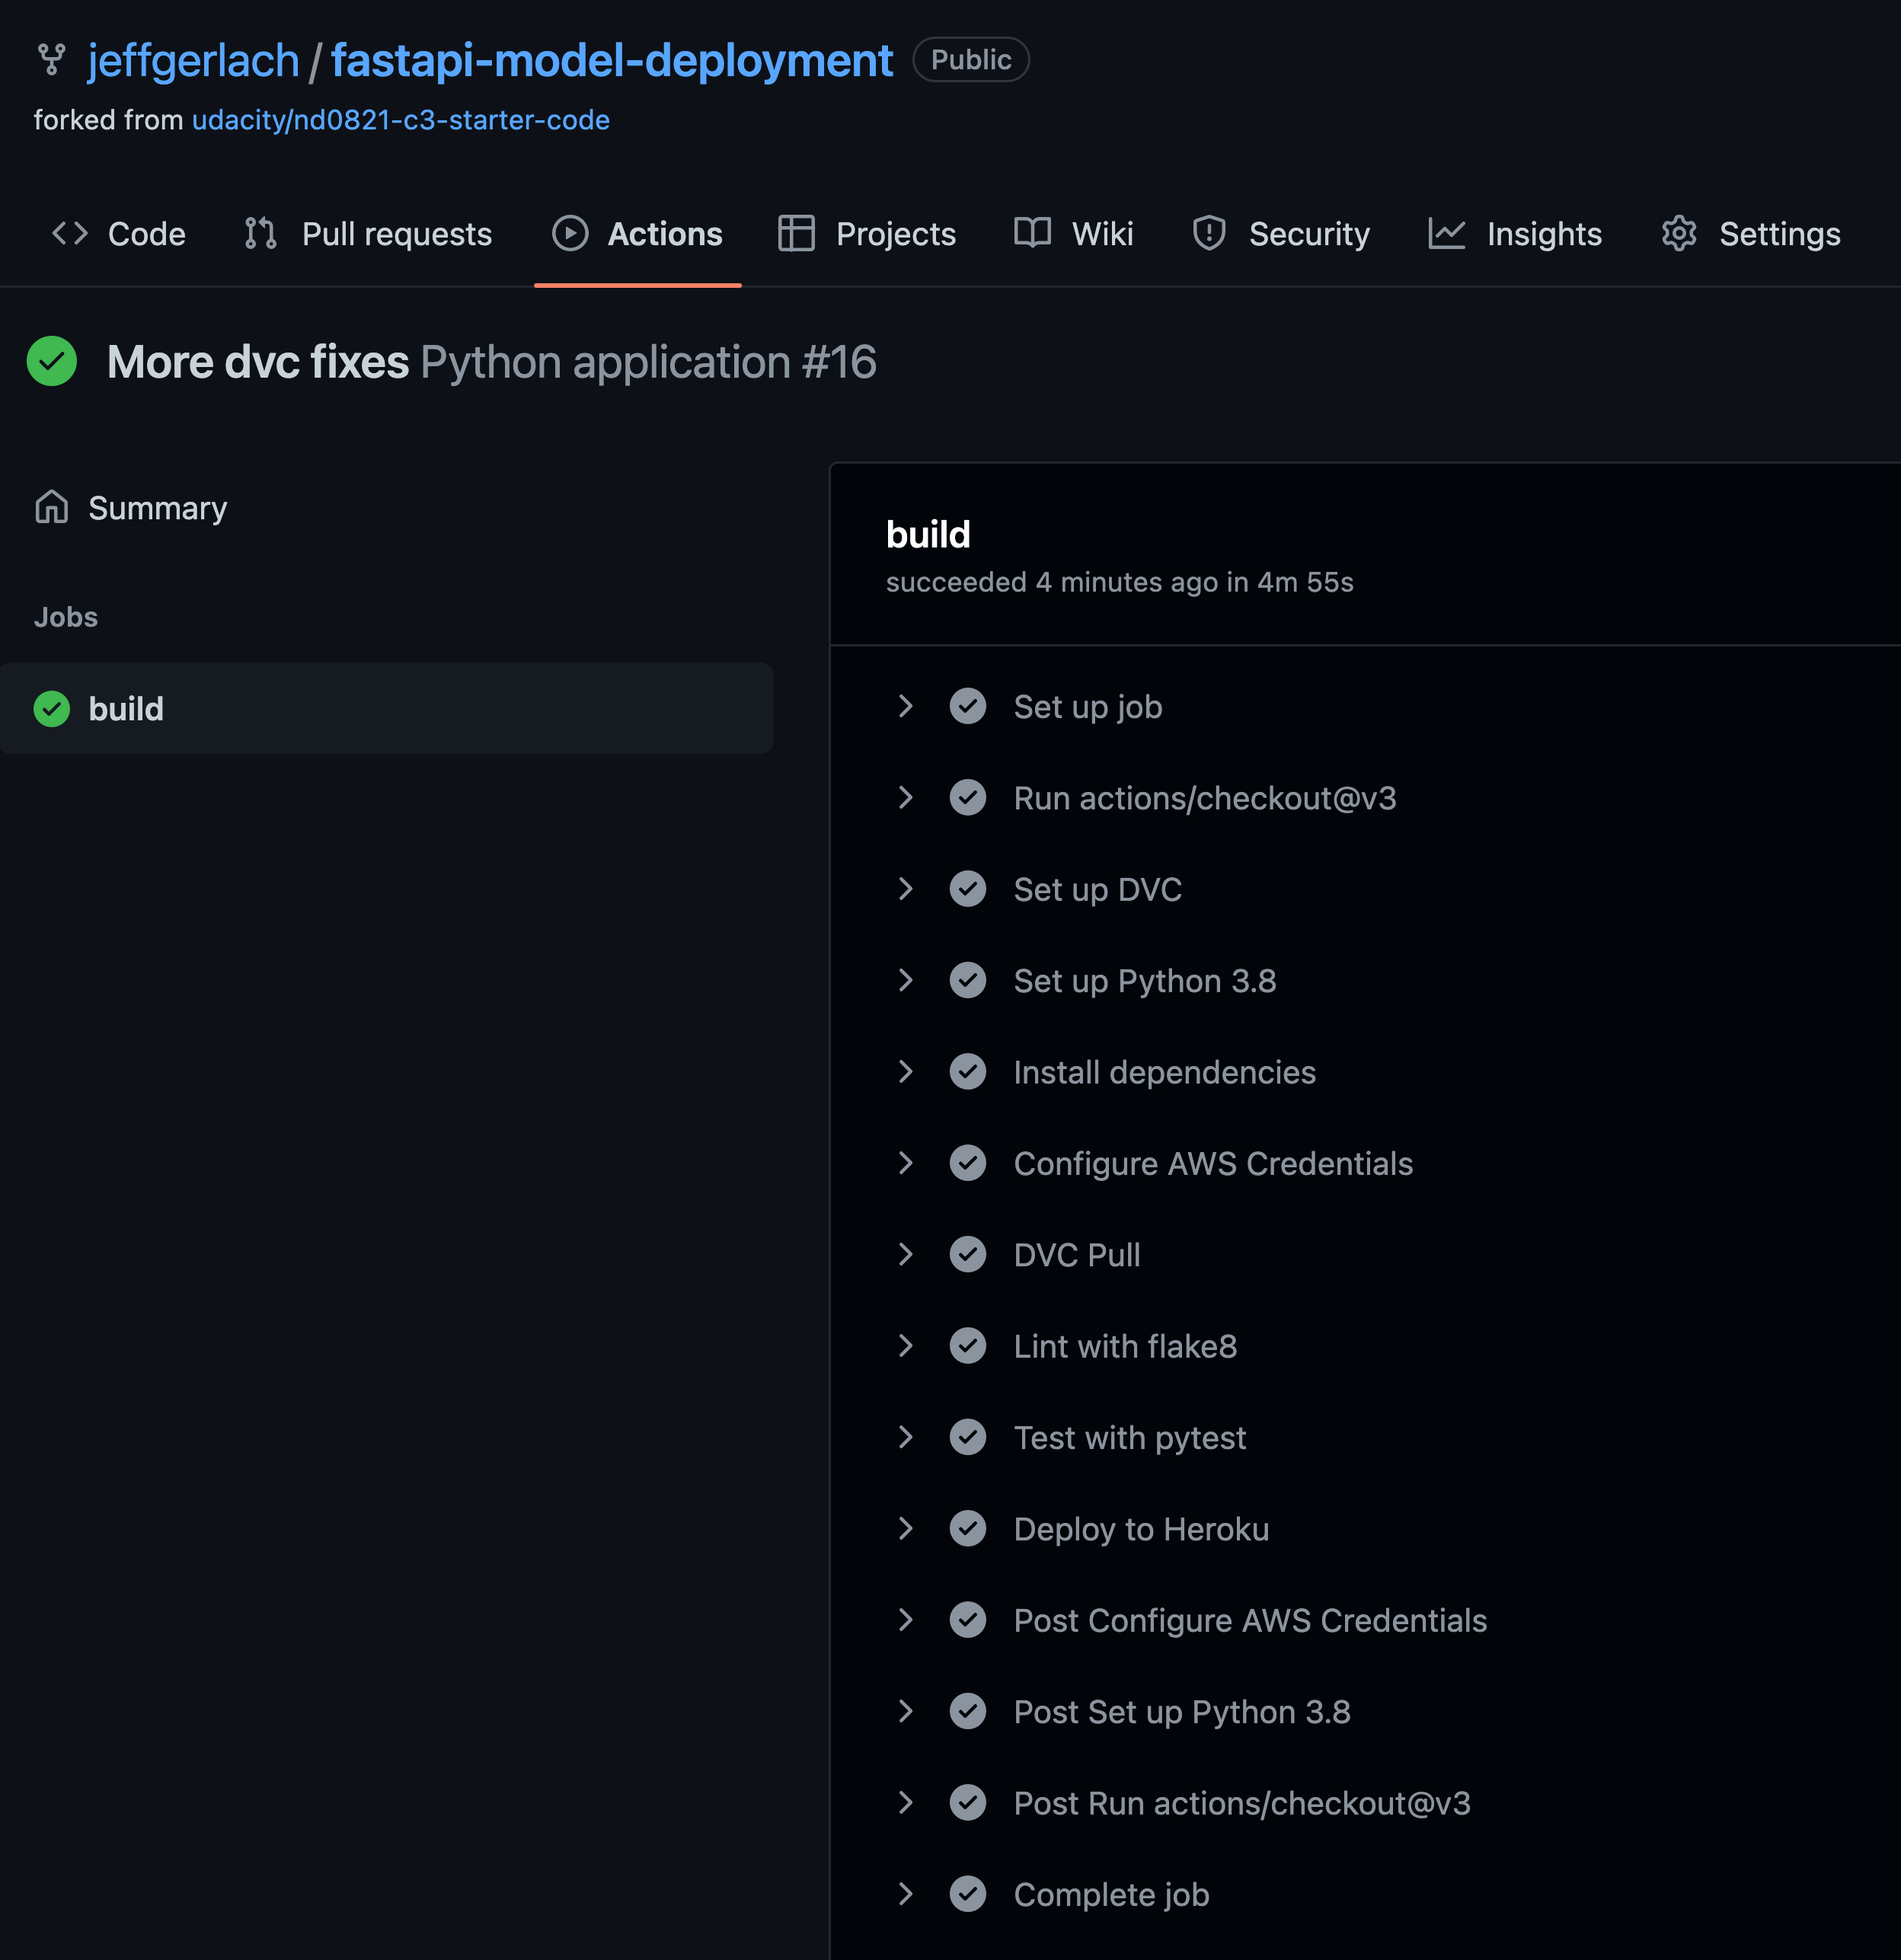 jeffgerlach / fastapi-model-deployment Public
forked from udacity/nd0821-c3-starter-code
Code Pull requests Actions Projects Wiki Security Insights Settings
More dvc fixes Python application #16
Summary
Jobs
build
build
succeeded 4 minutes ago in 4m 55s
Set up job
Run actions/checkout@v3
Set up DVC
Set up Python 3.8
Install dependencies
Configure AWS Credentials
DVC Pull
Lint with flake8
Test with pytest
Deploy to Heroku
Post Configure AWS Credentials
Post Set up Python 3.8
Post Run actions/checkout@v3
Complete job